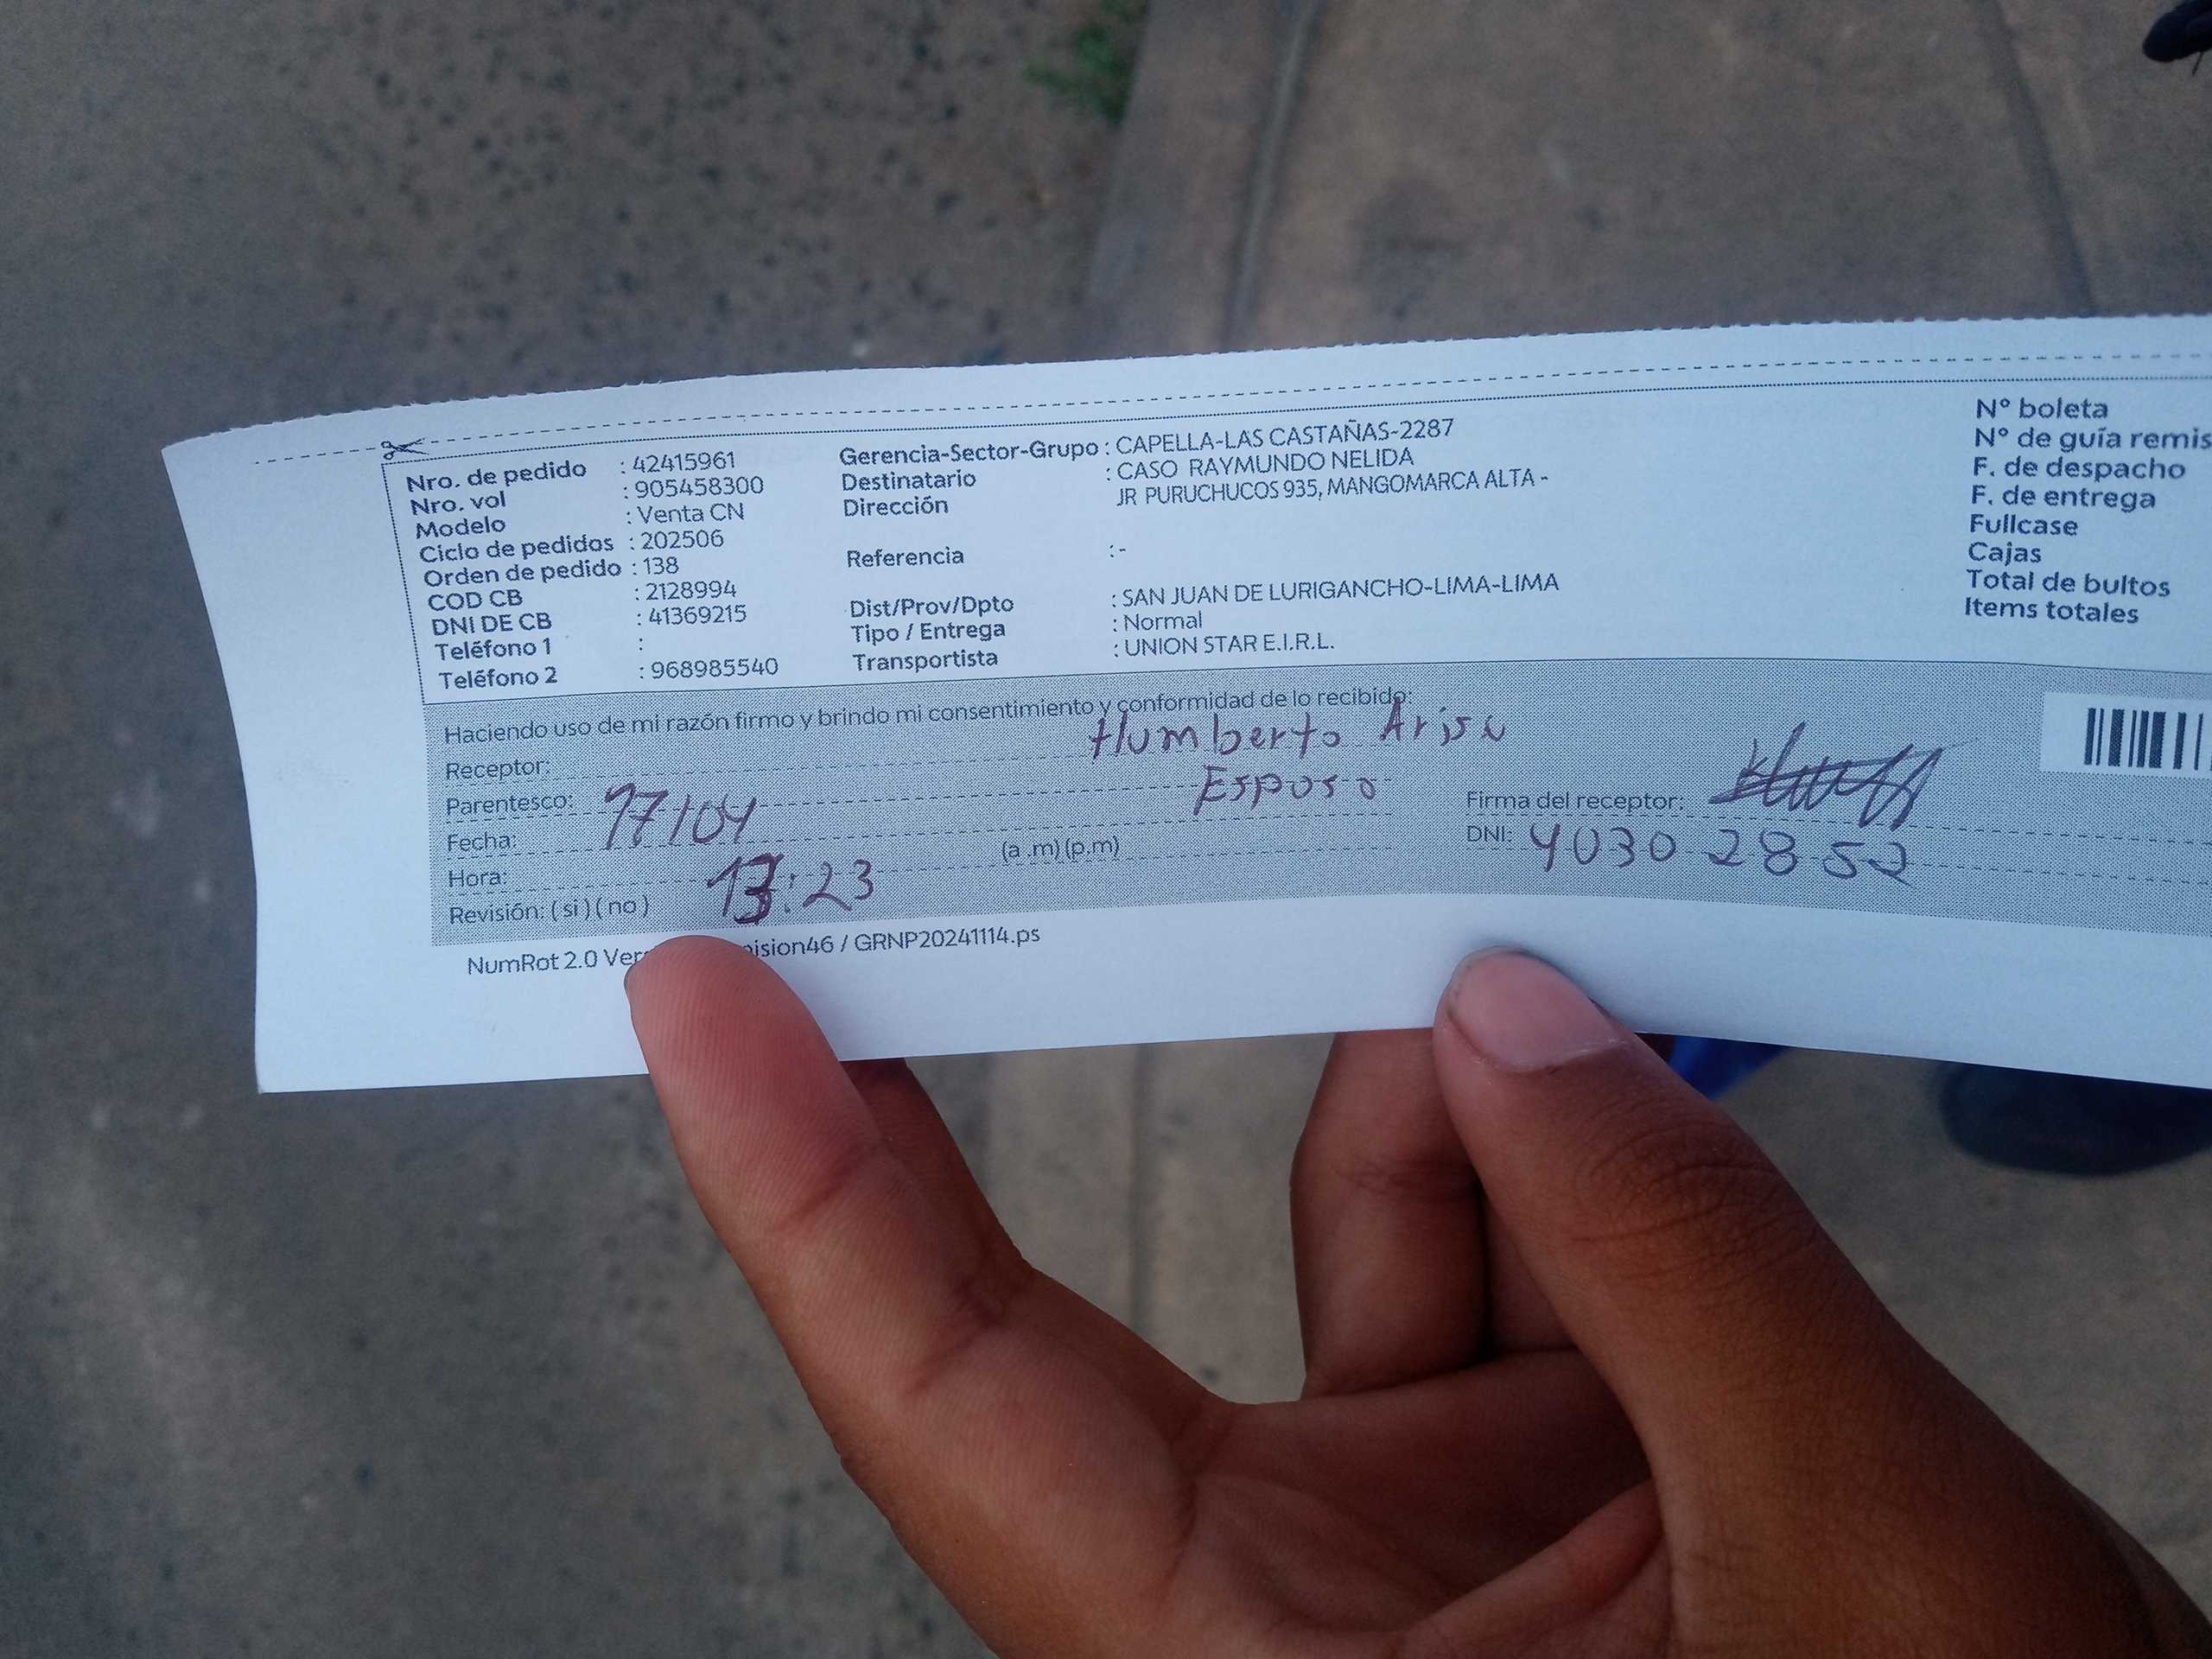 Nro. de pedido : 42415961
Nro. vol : 905458300
Modelo : Venta CN
Ciclo de pedidos : 202506
Orden de pedido : 138
COD CB : 2128994
DNI DE CB : 41369215
Teléfono 1 :
Teléfono 2 : 968985540
Gerencia-Sector-Grupo : CAPELLA-LAS CASTAÑAS-2287
Destinatario : CASO RAYMUNDO NELIDA
Dirección JR PURUCHUCOS 935, MANGOMARCA ALTA -
Referencia : -
Dist/Prov/Dpto : SAN JUAN DE LURIGANCHO-LIMA-LIMA
Tipo / Entrega : Normal
Transportista : UNION STAR E.I.R.L.
N° boleta
N° de guía remis
F. de despacho
F. de entrega
Fullcase
Cajas
Total de bultos
Items totales
Haciendo uso de mi razón firmo y brindo mi consentimiento y conformidad de lo recibido:
Receptor: Humberto
Parentesco: Esposo
Fecha: 17/04
Hora: 13:23 (a .m) (p.m)
Revisión: ( si ) ( no )
Firma del receptor:
DNI: 40302852
NumRot 2.0 Ver ision46 / GRNP20241114.ps